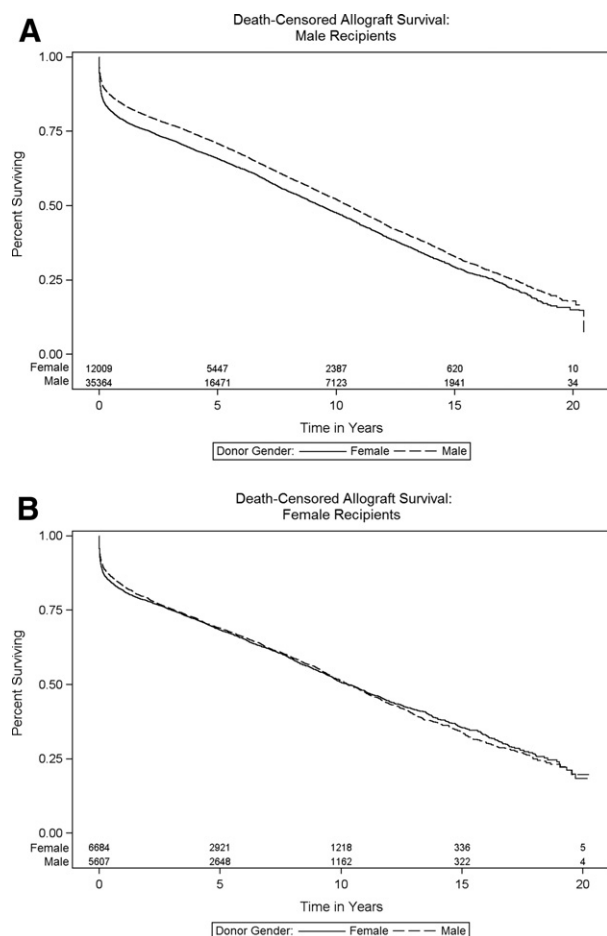 A
Death-Censored Allograft Survival:
Male Recipients
1.00
0.75
0.50
0.25
0.00
Percent Surviving
Female 12009 5447 2387 620 10
Male 35364 16471 7123 1941 34
0 5 10 15 20
Time in Years
Donor Gender: Female Male
B
Death-Censored Allograft Survival:
Female Recipients
1.00
0.75
0.50
0.25
0.00
Percent Surviving
Female 6684 2921 1218 336 5
Male 5607 2648 1162 322 4
0 5 10 15 20
Time in Years
Donor Gender: Female Male